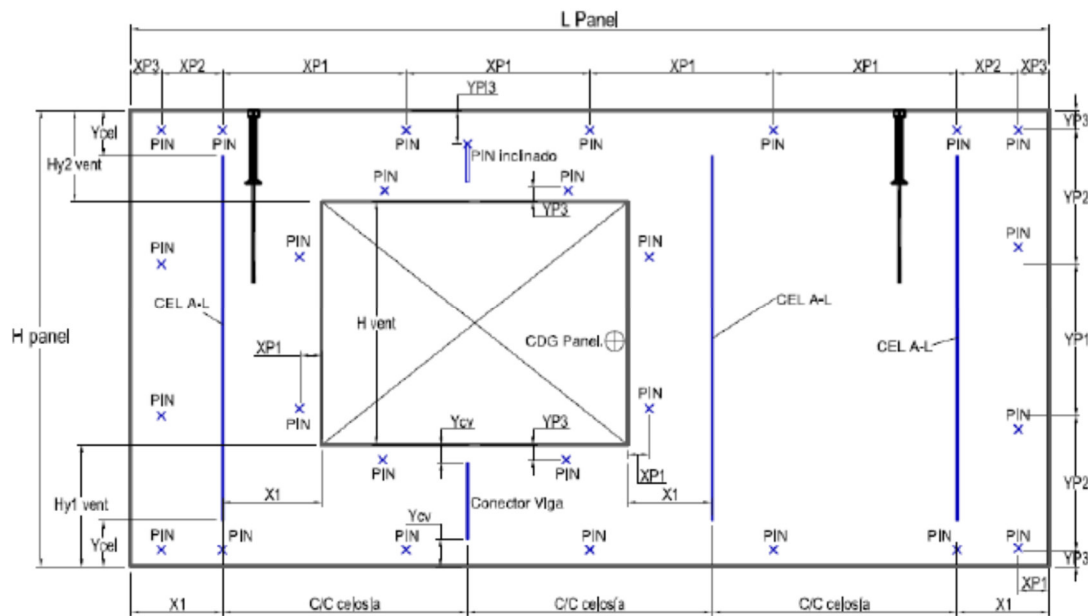 L Panel
XP3 XP2 XP1 XP1 XP1 XP1 XP2 XP3
YPI3
Ycel YP3
PIN PIN PIN PIN PIN PIN PIN
PIN inclinado
Hy2 vent
PIN PIN
YP3 YP2
PIN PIN PIN PIN
CEL A-L CEL A-L
H panel H vent CDG Panel.
CEL A-L
XP1 YP1
PIN PIN PIN PIN
Ycv YP3
PIN PIN
XP1
X1 X1
Hy1 vent Conector Viga YP2
Ycv
Ycel
PIN PIN PIN PIN PIN PIN PIN
YP3
XP1
X1 C/C celosía C/C celosía C/C celosía X1